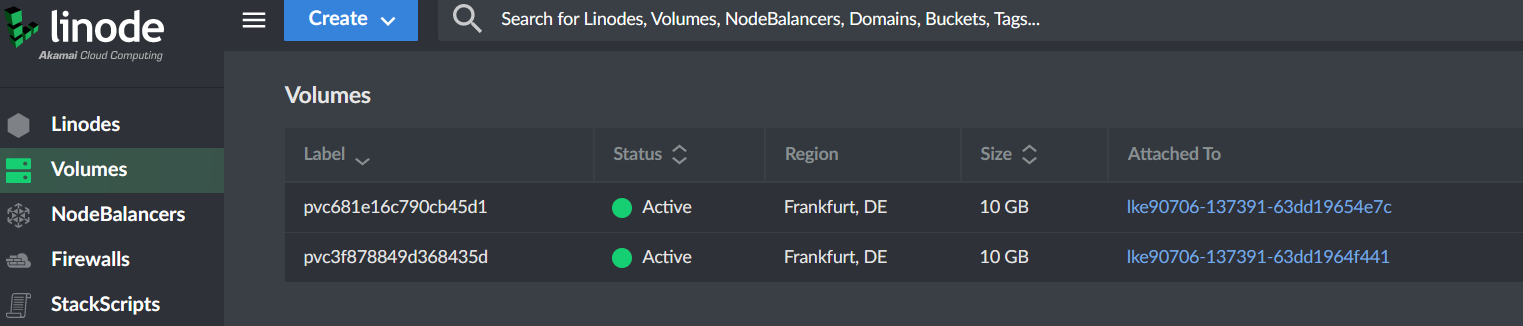 linode
Akamai Cloud Computing
Create
Search for Linodes, Volumes, NodeBalancers, Domains, Buckets, Tags...
Linodes
Volumes
NodeBalancers
Firewalls
StackScripts
Volumes
Label Status Region Size Attached To
pvc681e16c790cb45d1 Active Frankfurt, DE 10 GB lke90706-137391-63dd19654e7c
pvc3f878849d368435d Active Frankfurt, DE 10 GB lke90706-137391-63dd1964f441